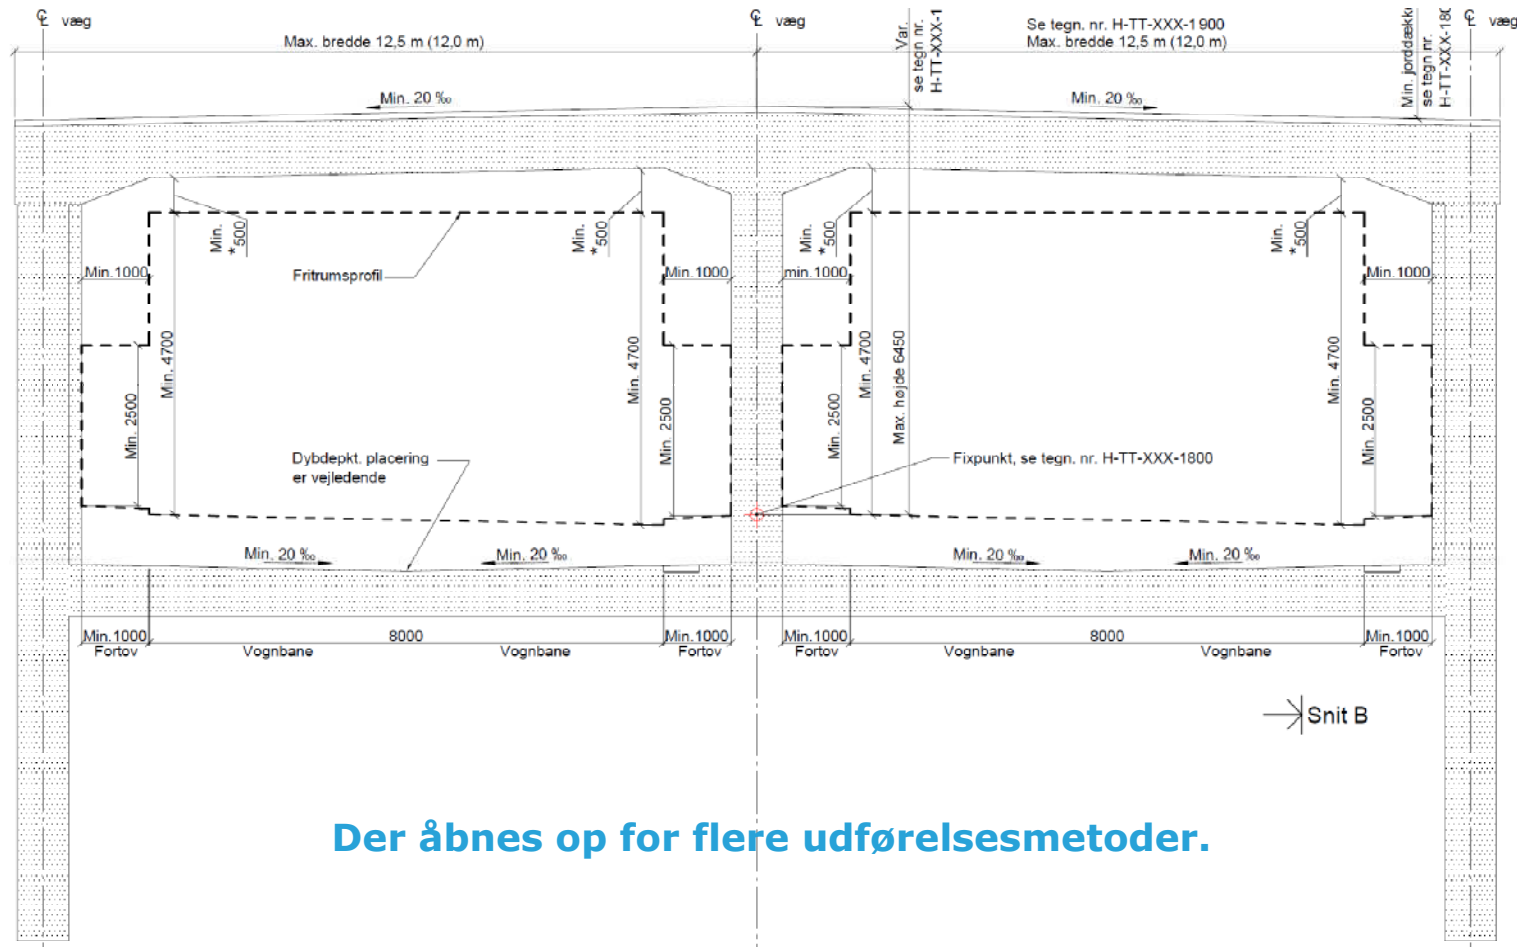 ℄ væg
℄ væg
℄ væg
Max. bredde 12,5 m (12,0 m)
Se tegn. nr. H-TT-XXX-1900
Max. bredde 12,5 m (12,0 m)
Var.
se tegn nr.
H-TT-XXX-1
Min. jorddække
se tegn nr.
H-TT-XXX-180
Min. 20 ‰
Min. 20 ‰
Min.
*500
Min.
*500
Min.
*500
Min.
*500
Min.1000
Fritrumsprofil
Min.1000
min.1000
Min.1000
Min. 4700
Min. 4700
Min. 4700
Max. højde 6450
Min. 4700
Min. 2500
Min. 2500
Min. 2500
Min. 2500
Dybdepkt. placering
er vejledende
Fixpunkt, se tegn. nr. H-TT-XXX-1800
Min. 20 ‰
Min. 20 ‰
Min. 20 ‰
Min. 20 ‰
Min.1000
8000
Min.1000
Min.1000
8000
Min.1000
Fortov
Vognbane
Vognbane
Fortov
Fortov
Vognbane
Vognbane
Fortov
Snit B
Der åbnes op for flere udførelsesmetoder.